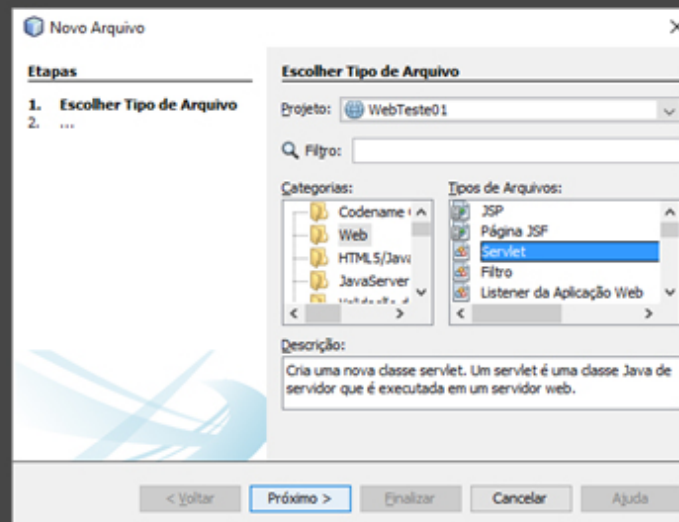 Novo Arquivo
Etapas
1. Escolher Tipo de Arquivo
2. ...
Escolher Tipo de Arquivo
Projeto: WebTeste01
Filtro:
Categorias:
Codename
Web
HTML5/Java
JavaServer
Tipos de Arquivos:
JSP
Página JSF
Servlet
Filtro
Listener da Aplicação Web
Descrição:
Cria uma nova classe servlet. Um servlet é uma classe Java de
servidor que é executada em um servidor web.
< Voltar Próximo > Finalizar Cancelar Ajuda